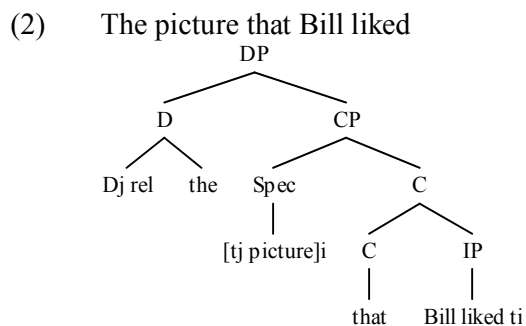 (2) The picture that Bill liked
DP
D CP
Dj rel the Spec C
[tj picture]i C IP
that Bill liked ti